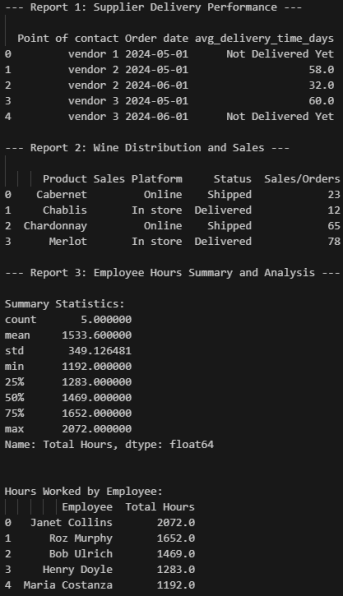 --- Report 1: Supplier Delivery Performance ---
Point of contact Order date avg_delivery_time_days
0 vendor 1 2024-05-01 Not Delivered Yet
1 vendor 2 2024-05-01 58.0
2 vendor 2 2024-06-01 32.0
3 vendor 3 2024-05-01 60.0
4 vendor 3 2024-06-01 Not Delivered Yet
--- Report 2: Wine Distribution and Sales ---
Product Sales Platform Status Sales/Orders
0 Cabernet Online Shipped 23
1 Chablis In store Delivered 12
2 Chardonnay Online Shipped 65
3 Merlot In store Delivered 78
--- Report 3: Employee Hours Summary and Analysis ---
Summary Statistics:
count 5.000000
mean 1533.600000
std 349.126481
min 1192.000000
25% 1283.000000
50% 1469.000000
75% 1652.000000
max 2072.000000
Name: Total Hours, dtype: float64
Hours Worked by Employee:
Employee Total Hours
0 Janet Collins 2072.0
1 Roz Murphy 1652.0
2 Bob Ulrich 1469.0
3 Henry Doyle 1283.0
4 Maria Costanza 1192.0